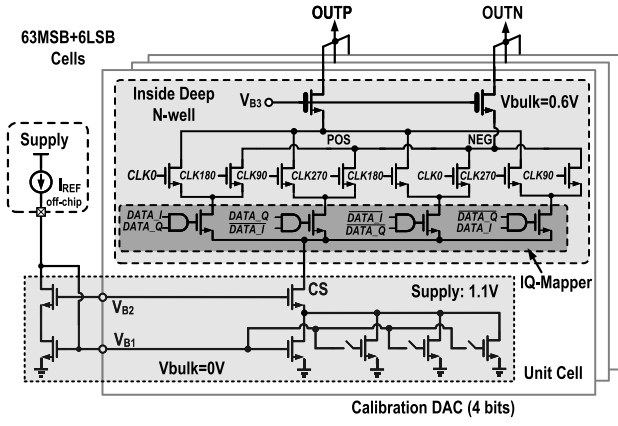 OUTP
OUTN
63MSB+6LSB
Cells
Inside Deep
N-well
VB3
Vbulk=0.6V
Supply
IREF
off-chip
POS
NEG
CLK0
CLK180
CLK90
CLK270
CLK180
CLK0
CLK270
CLK90
DATA_I
DATA_Q
DATA_Q
DATA_I
DATA_I
DATA_Q
DATA_Q
DATA_I
IQ-Mapper
CS
Supply: 1.1V
VB2
VB1
Vbulk=0V
Unit Cell
Calibration DAC (4 bits)